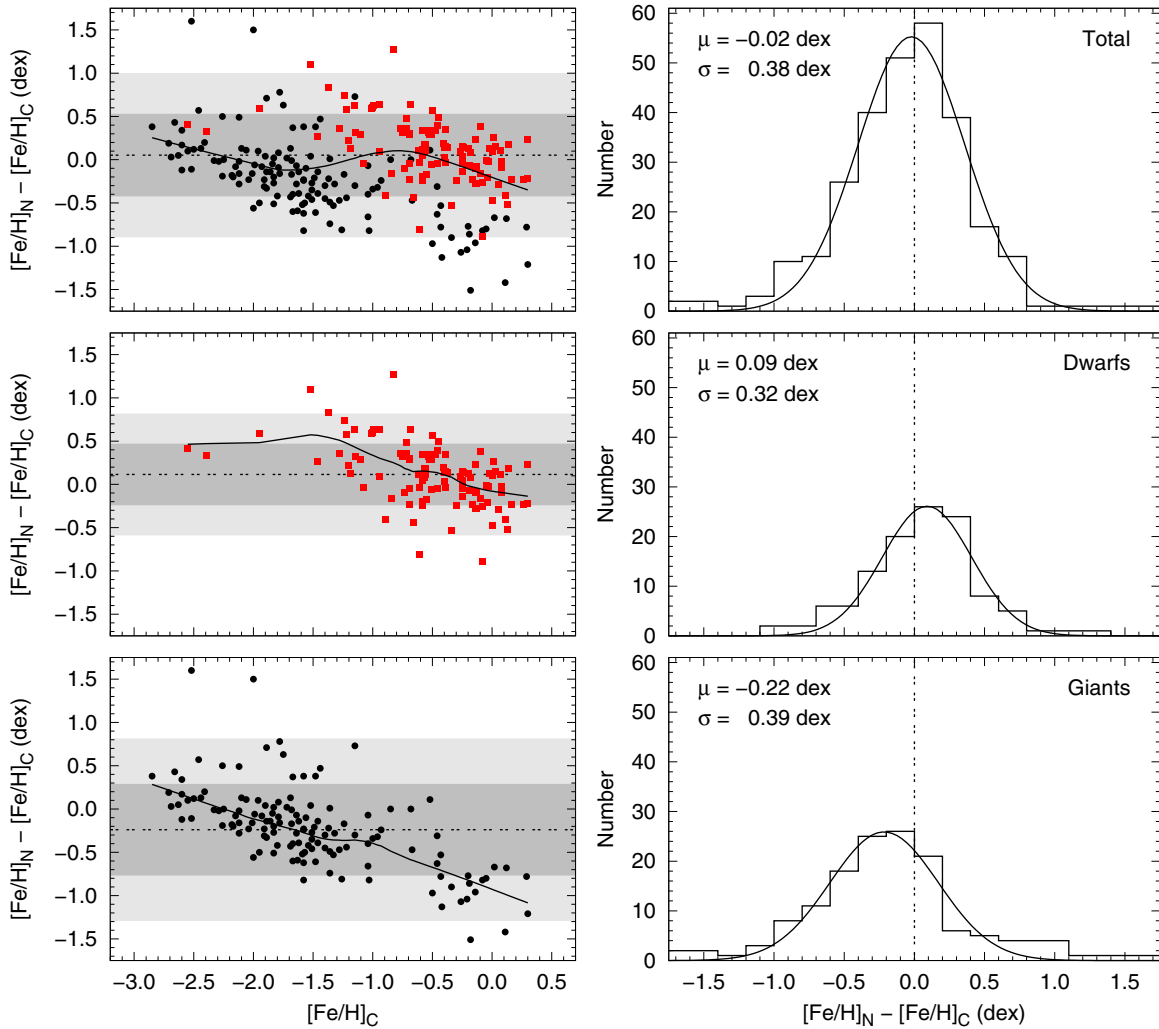 [Fe/H]N − [Fe/H]C (dex)
1.5
1.0
0.5
0.0
−0.5
−1.0
−1.5
Number
60
50
40
30
20
10
0
μ = −0.02 dex
σ = 0.38 dex
Total
[Fe/H]N − [Fe/H]C (dex)
1.5
1.0
0.5
0.0
−0.5
−1.0
−1.5
Number
60
50
40
30
20
10
0
μ = 0.09 dex
σ = 0.32 dex
Dwarfs
[Fe/H]N − [Fe/H]C (dex)
1.5
1.0
0.5
0.0
−0.5
−1.0
−1.5
−3.0 −2.5 −2.0 −1.5 −1.0 −0.5 0.0
[Fe/H]C
Number
60
50
40
30
20
10
0
μ = −0.22 dex
σ = 0.39 dex
Giants
−1.5 −1.0 −0.5 0.0 0.5 1.0 1.5
[Fe/H]N − [Fe/H]C (dex)